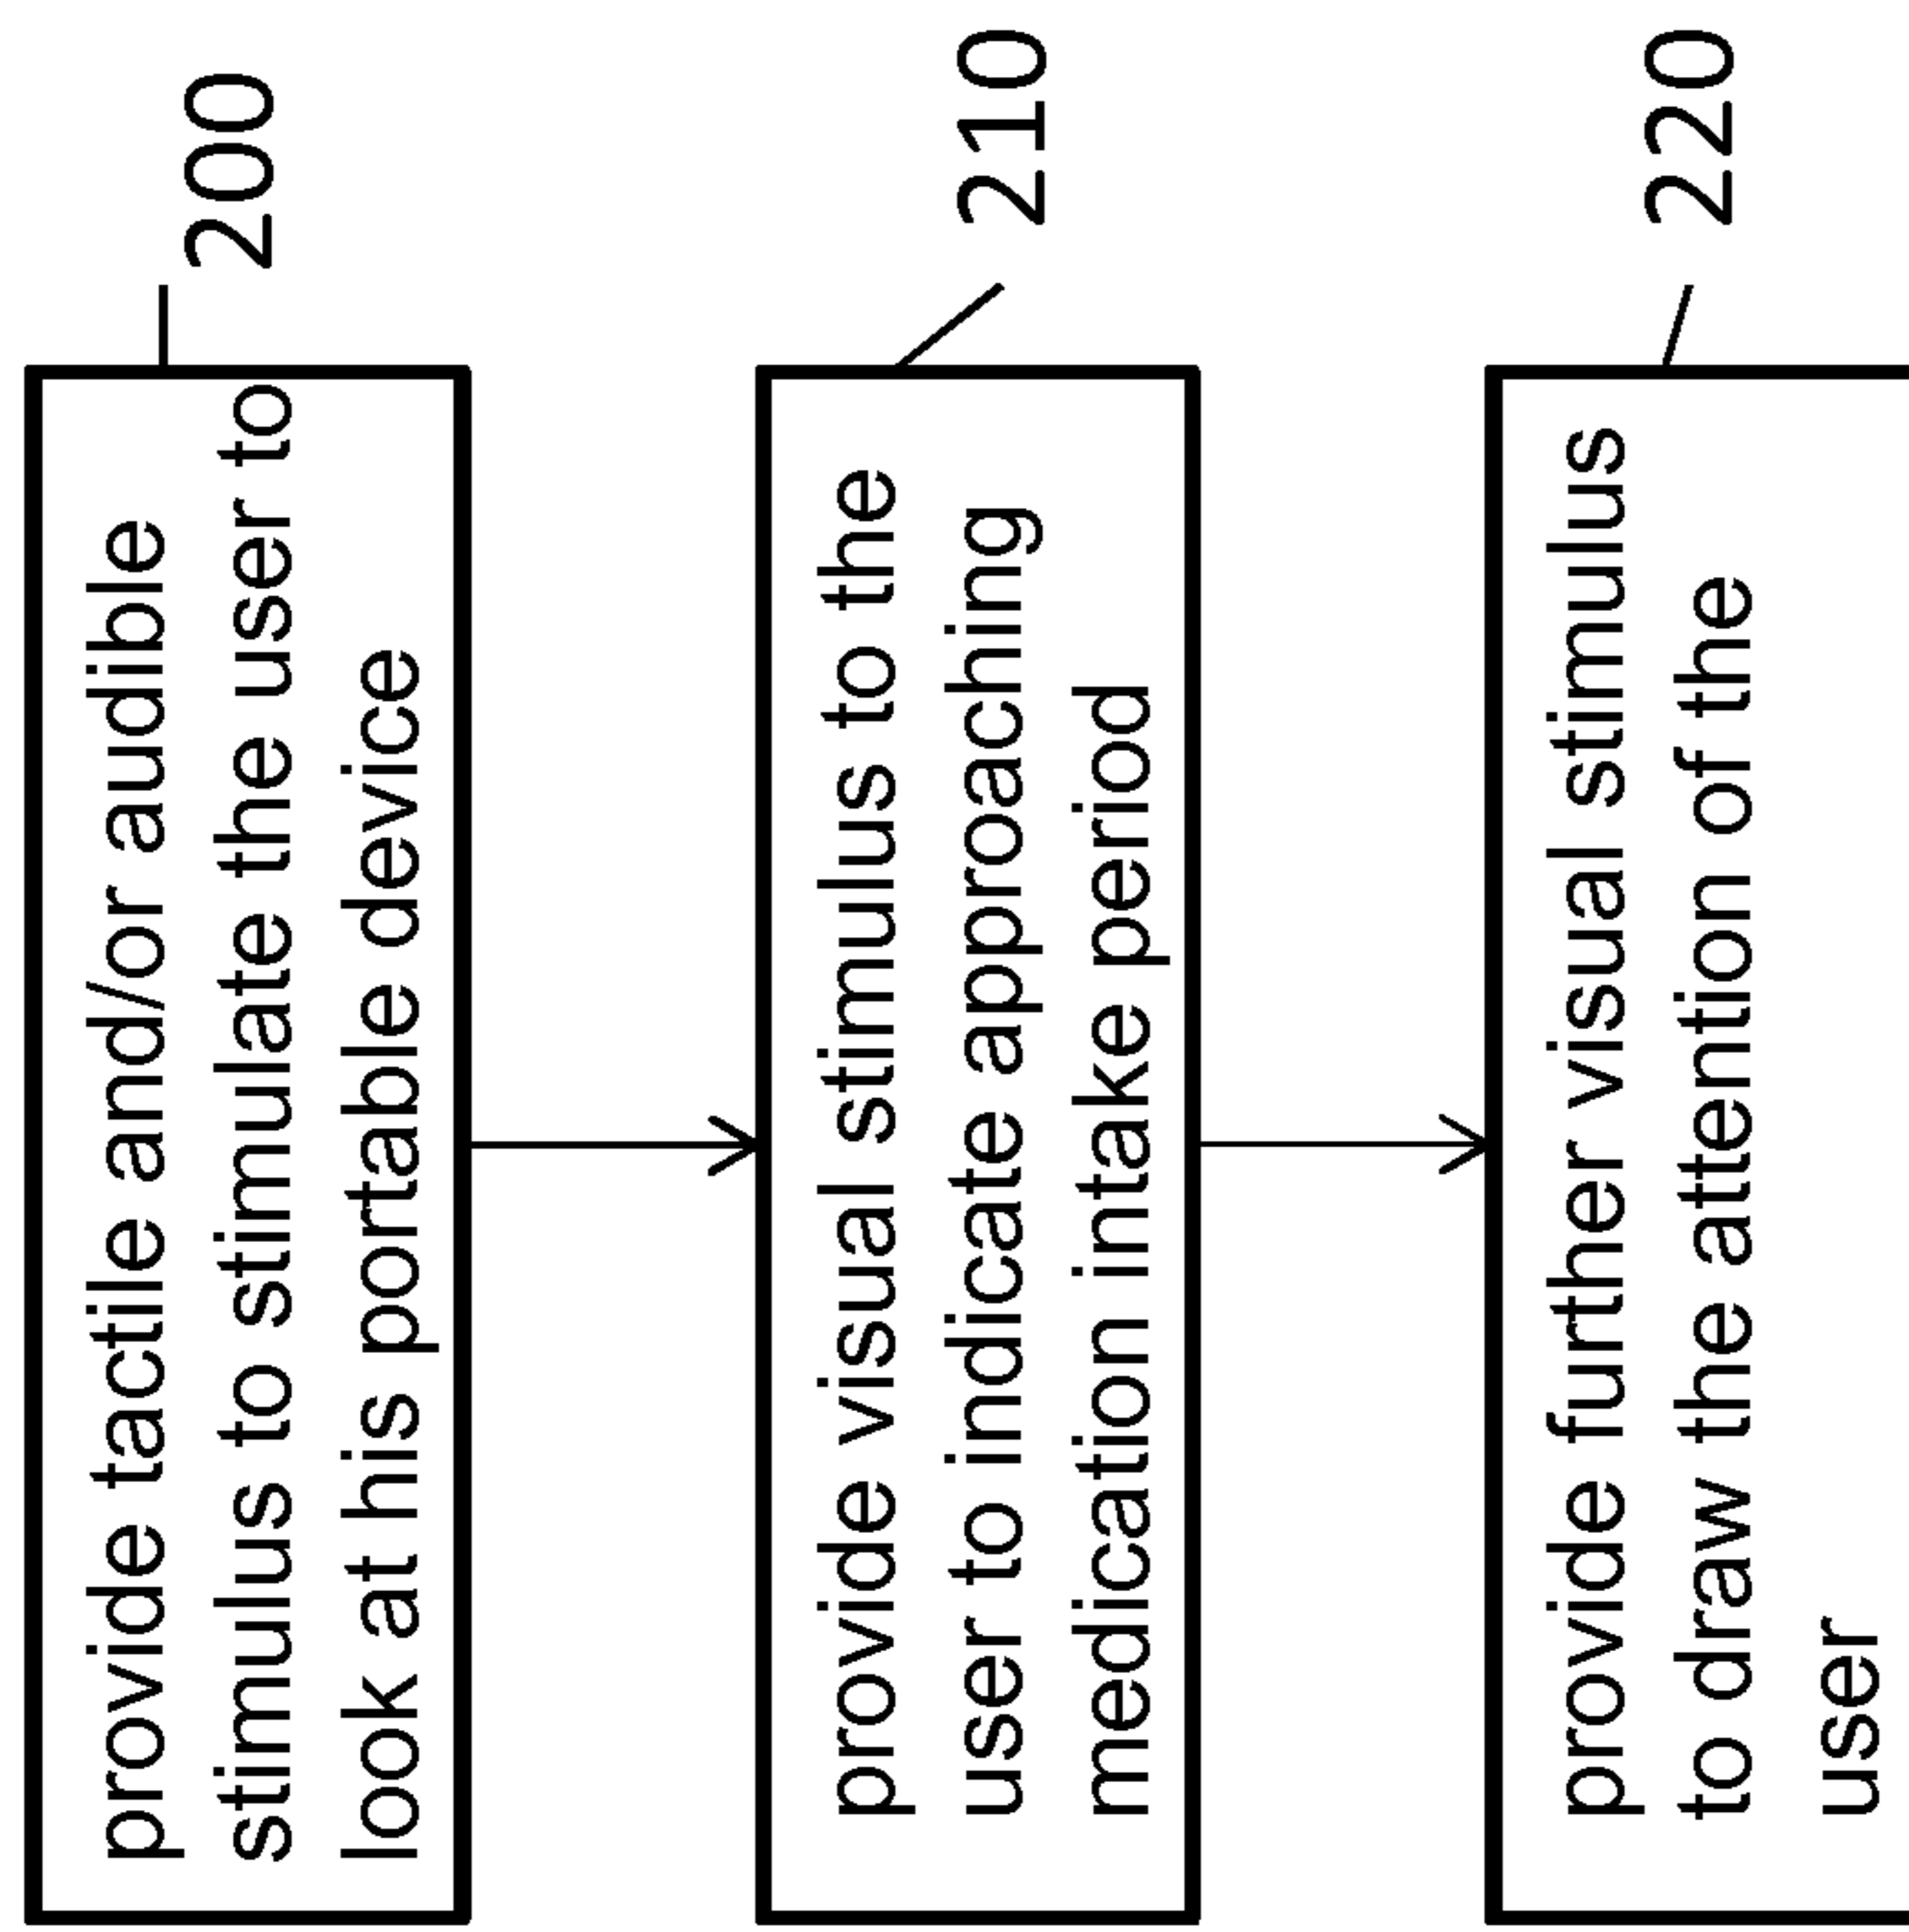 provide tactile and/or audible
stimulus to stimulate the user to
look at his portable device
200
provide visual stimulus to the
user to indicate approaching
medication intake period
210
provide further visual stimulus
to draw the attention of the
user
220